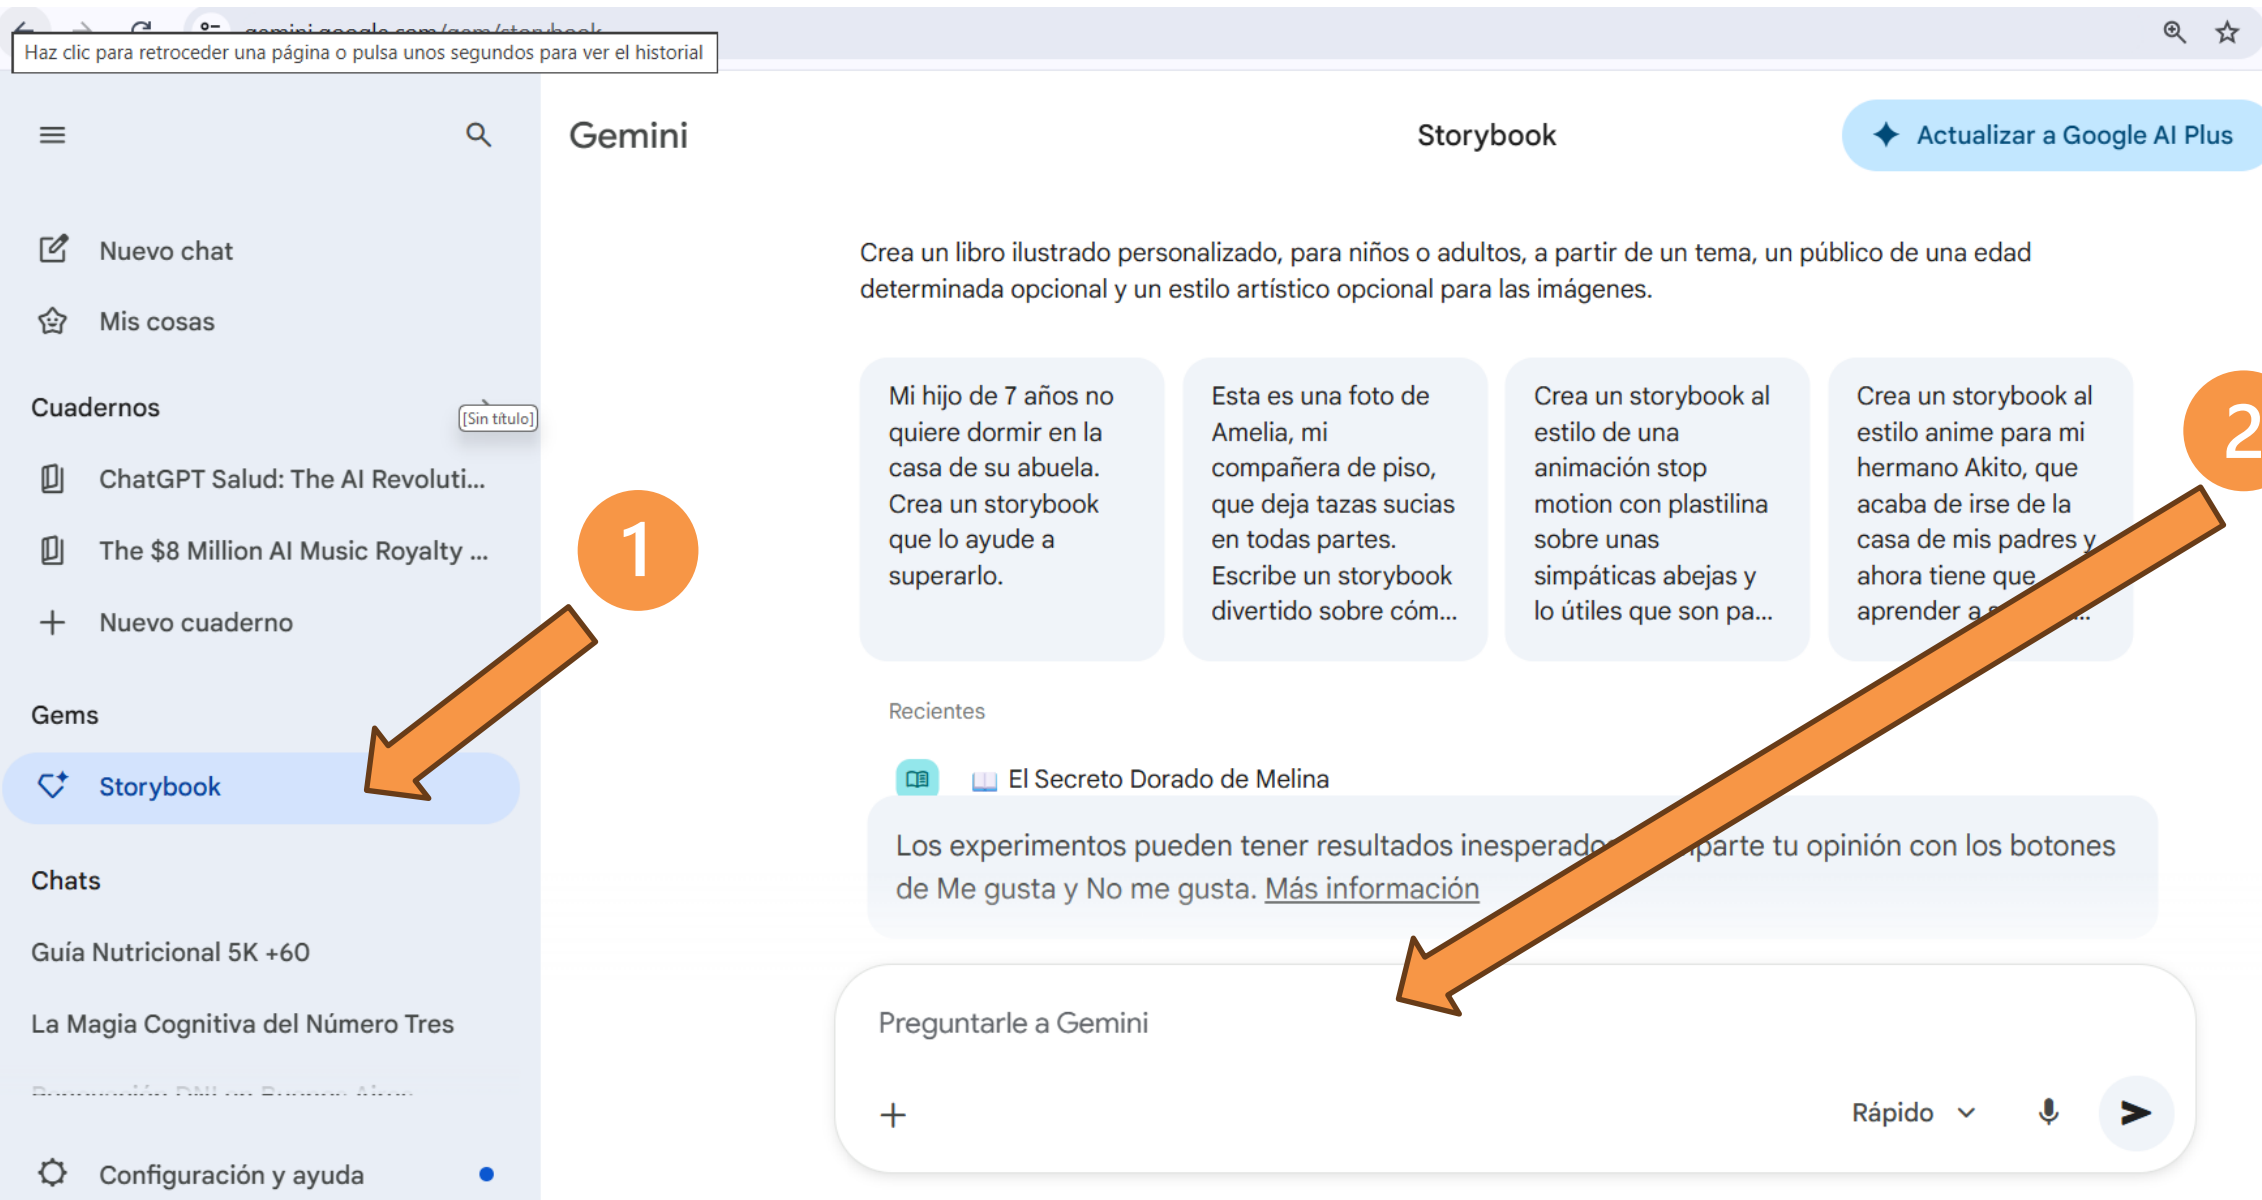 Haz clic para retroceder una página o pulsa unos segundos para ver el historial
Gemini
Storybook
Actualizar a Google AI Plus
Nuevo chat
Mis cosas
Cuadernos
[Sin título]
ChatGPT Salud: The AI Revoluti...
The $8 Million AI Music Royalty ...
Nuevo cuaderno
Gems
Storybook
Chats
Guía Nutricional 5K +60
La Magia Cognitiva del Número Tres
Configuración y ayuda
1
Crea un libro ilustrado personalizado, para niños o adultos, a partir de un tema, un público de una edad
determinada opcional y un estilo artístico opcional para las imágenes.
Mi hijo de 7 años no
quiere dormir en la
casa de su abuela.
Crea un storybook
que lo ayude a
superarlo.
Esta es una foto de
Amelia, mi
compañera de piso,
que deja tazas sucias
en todas partes.
Escribe un storybook
divertido sobre cóm...
Crea un storybook al
estilo de una
animación stop
motion con plastilina
sobre unas
simpáticas abejas y
lo útiles que son pa...
Crea un storybook al
estilo anime para mi
hermano Akito, que
acaba de irse de la
casa de mis padres y
ahora tiene que
aprender a
2
Recientes
El Secreto Dorado de Melina
Los experimentos pueden tener resultados tu opinión con los botones
de Me gusta y No me gusta. Más información
Preguntarle a Gemini
Rápido